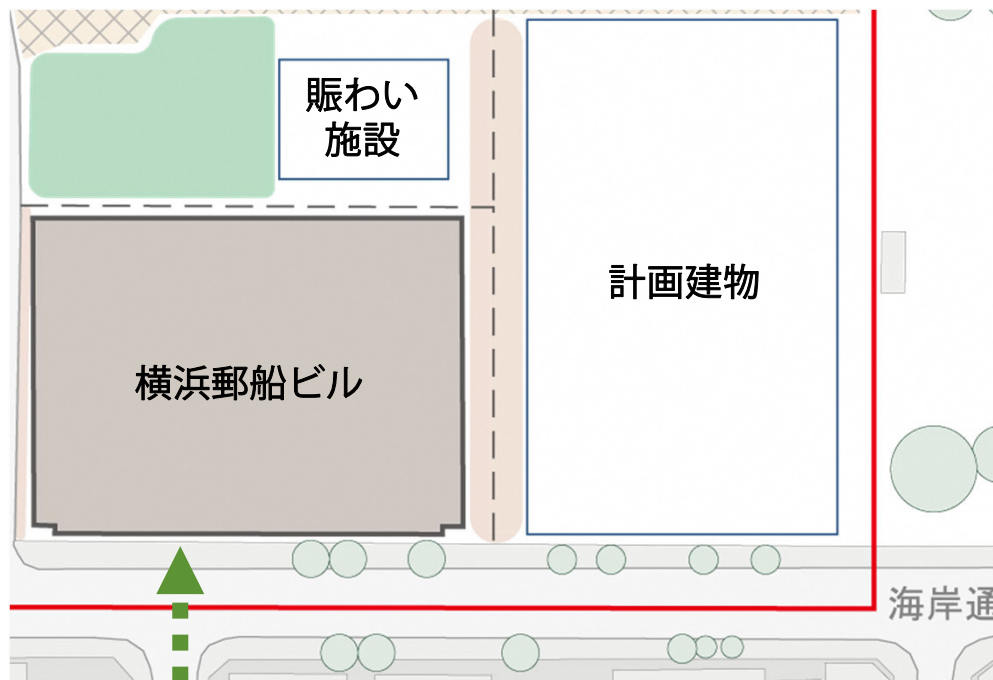 賑わい
施設
計画建物
横浜郵船ビル
海岸通